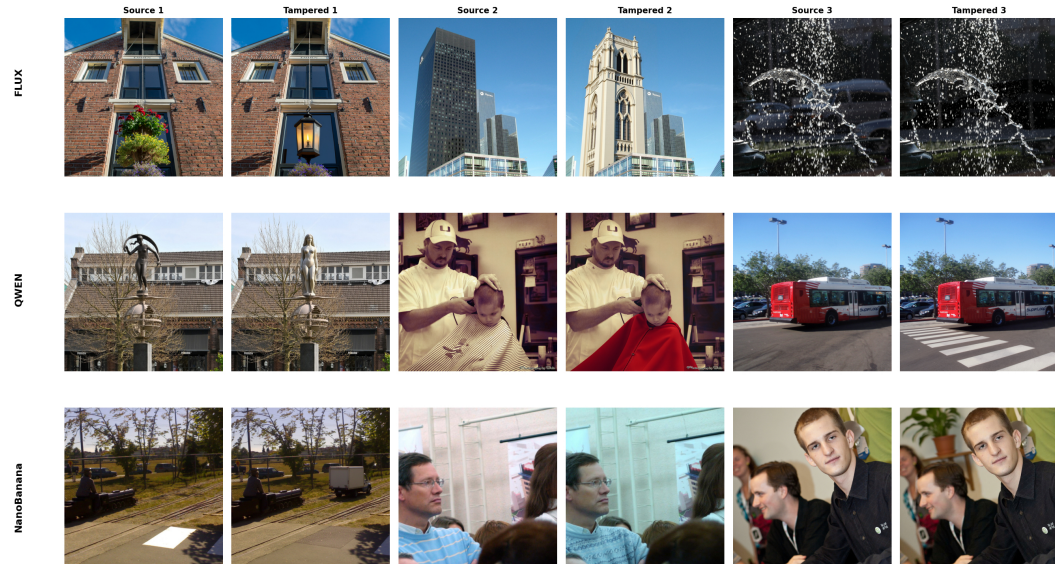 Source 1
Tampered 1
Source 2
Tampered 2
Source 3
Tampered 3
FLUX
QWEN
U
NanoBanana